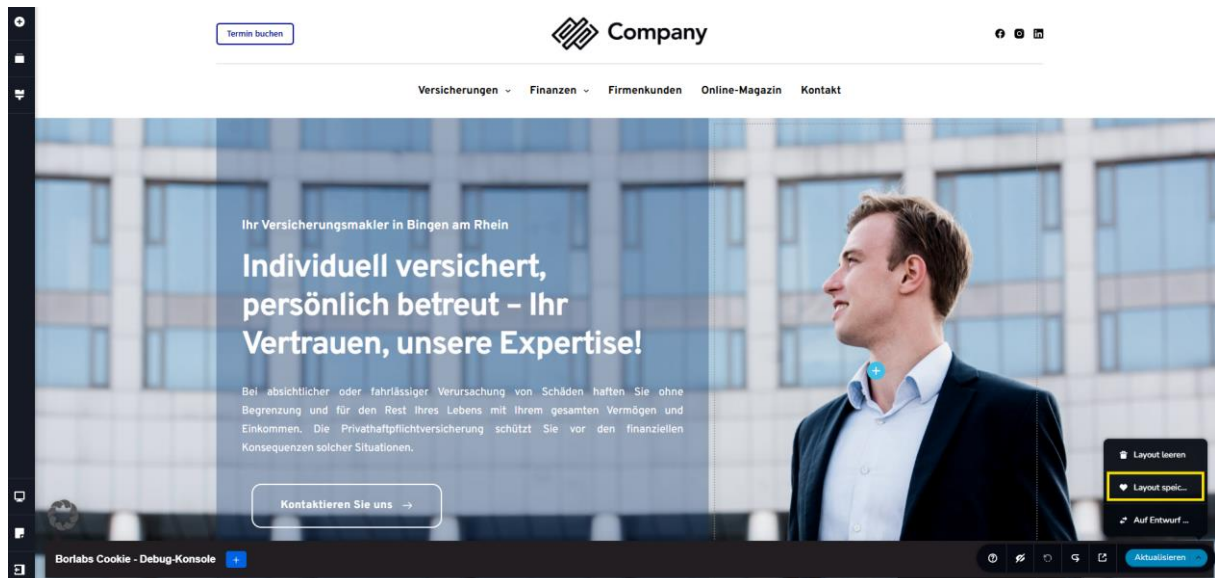 Termin buchen
Company
Versicherungen
Finanzen
Firmenkunden
Online-Magazin
Kontakt
Ihr Versicherungsmakler in Bingen am Rhein
Individuell versichert,
persönlich betreut – Ihr
Vertrauen, unsere Expertise!
Bei absichtlicher oder fahrlässiger Verursachung von Schäden haften Sie ohne
Begrenzung und für den Rest Ihres Lebens mit Ihrem gesamten Vermögen und
Einkommen. Die Privathaftpflichtversicherung schützt Sie vor den finanziellen
Konsequenzen solcher Situationen.
Kontaktieren Sie uns →
Layout leeren
Layout speic...
Auf Entwurf ...
Borlabs Cookie - Debug-Konsole +
Aktualisieren